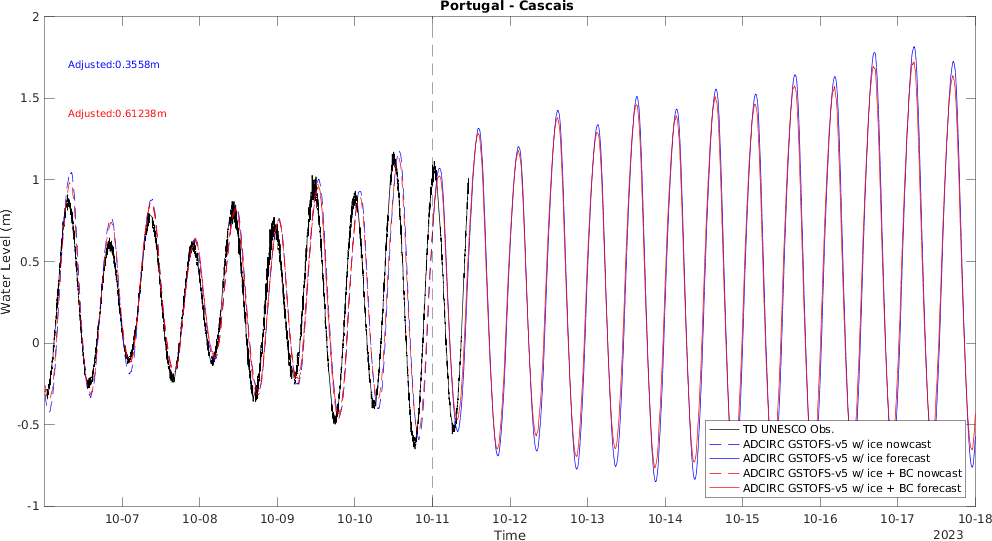 Portugal - Cascais
Adjusted:0.3558m
Adjusted:0.61238m
Water Level (m)
2
1.5
1
0.5
0
-0.5
-1
TD UNESCO Obs.
ADCIRC GSTOFS-v5 w/ ice nowcast
ADCIRC GSTOFS-v5 w/ ice forecast
ADCIRC GSTOFS-v5 w/ ice + BC nowcast
ADCIRC GSTOFS-v5 w/ ice + BC forecast
10-07 10-08 10-09 10-10 10-11 10-12 10-13 10-14 10-15 10-16 10-17 10-18
Time
2023